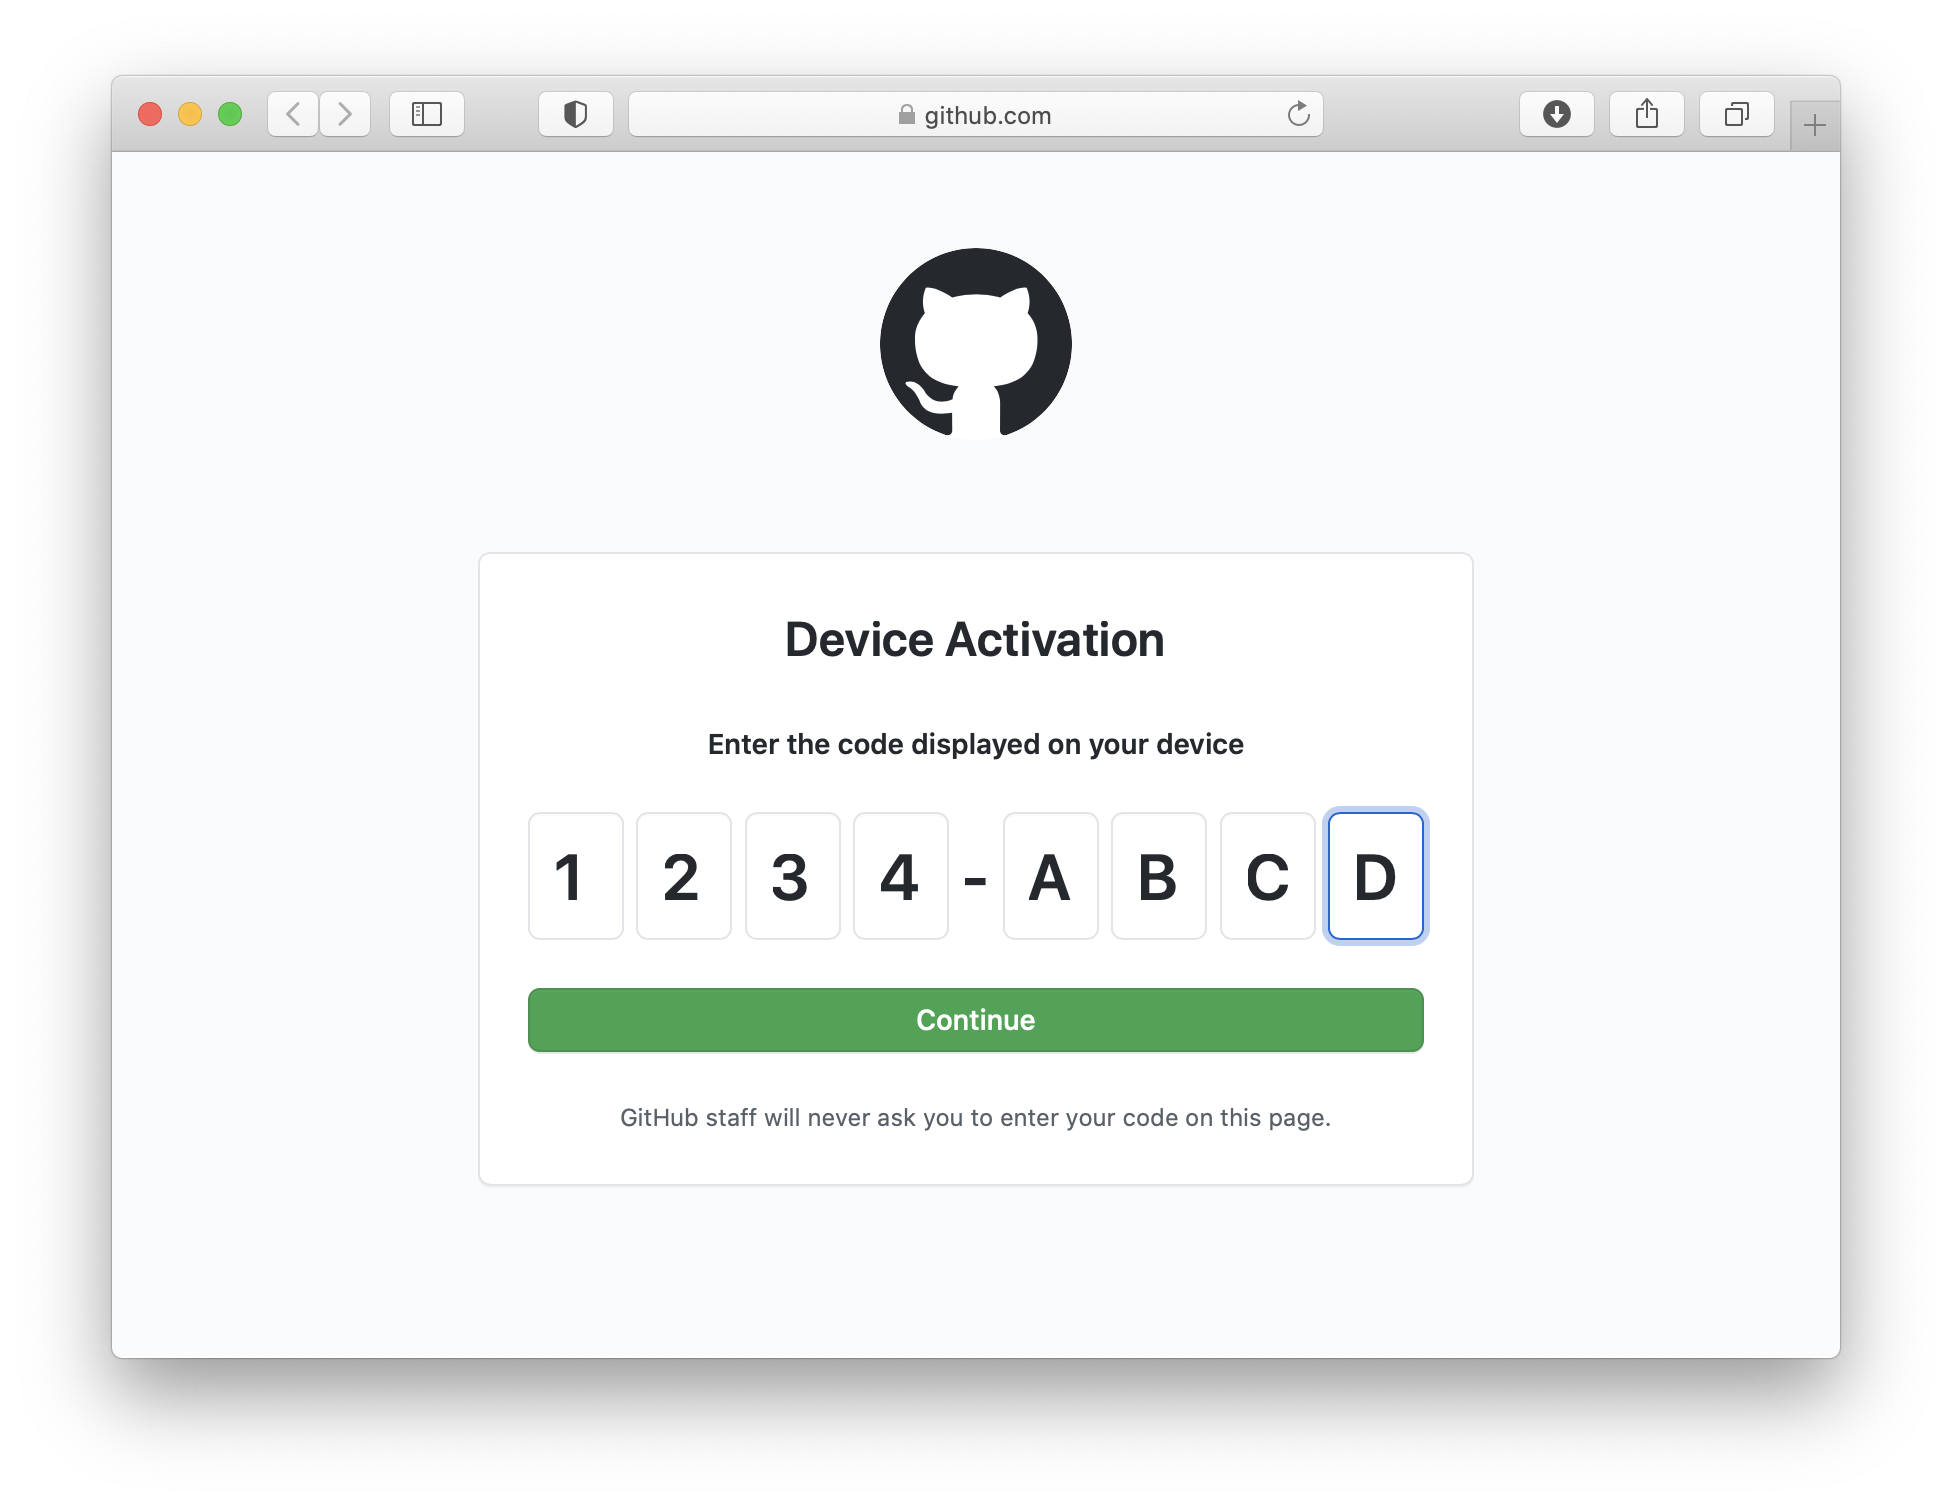 github.com
Device Activation
Enter the code displayed on your device
1 2 3 4 - A B C D
Continue
GitHub staff will never ask you to enter your code on this page.